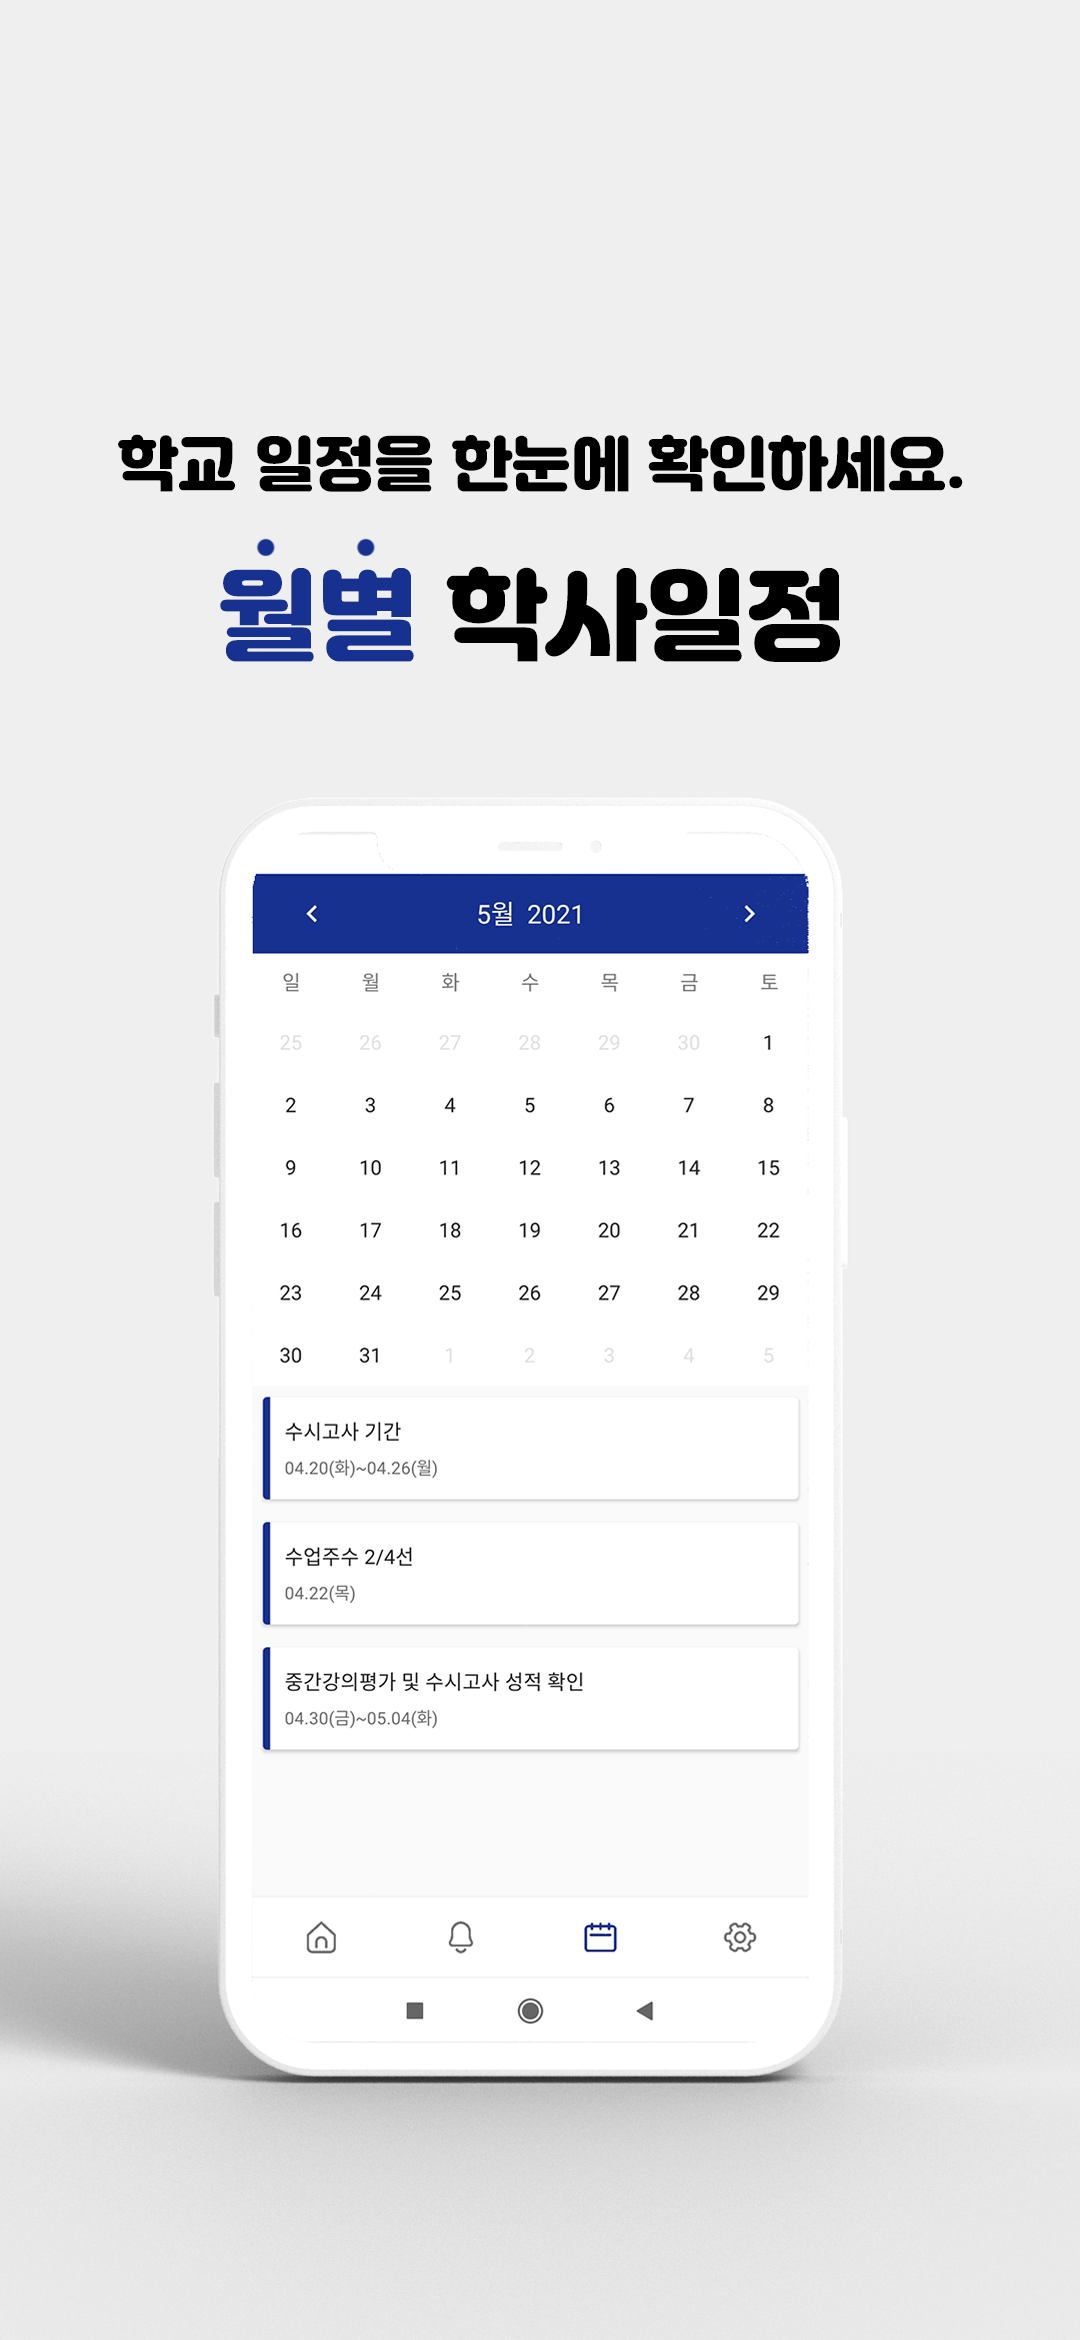 학교 일정을 한눈에 확인하세요.
월별 학사일정
5월 2021
일 월 화 수 목 금 토
25 26 27 28 29 30 1
2 3 4 5 6 7 8
9 10 11 12 13 14 15
16 17 18 19 20 21 22
23 24 25 26 27 28 29
30 31 1 2 3 4 5
수시고사 기간
04.20(화)~04.26(월)
수업주수 2/4선
04.22(목)
중간강의평가 및 수시고사 성적 확인
04.30(금)~05.04(화)